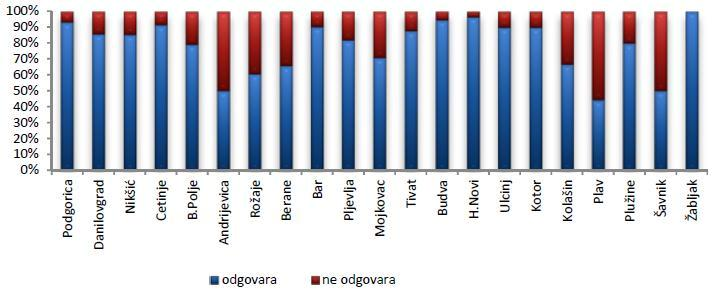 100%
90%
80%
70%
60%
50%
40%
30%
20%
10%
0%
Podgorica
Danilovgrad
Nikšić
Cetinje
B.Polje
Andrijevica
Rožaje
Berane
Bar
Pljevlja
Mojkovac
Tivat
Budva
H.Novi
Ulcinj
Kotor
Kolašin
Plav
Plužine
Šavnik
Žabljak
odgovara ne odgovara